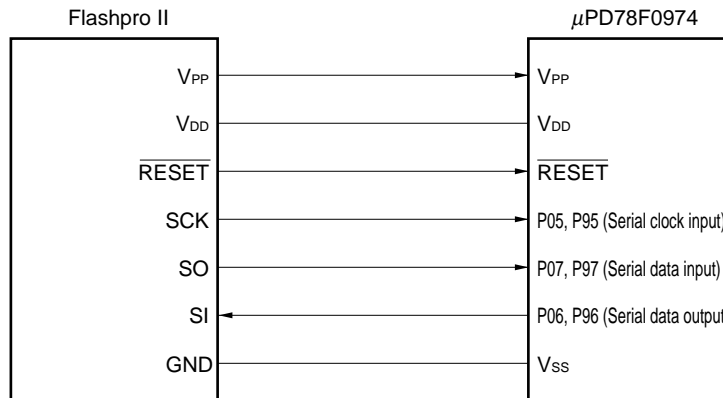 Flashpro II
μPD78F0974
VPP
VPP
VDD
VDD
RESET
RESET
SCK
P05, P95 (Serial clock input)
SO
P07, P97 (Serial data input)
SI
P06, P96 (Serial data output
GND
VSS